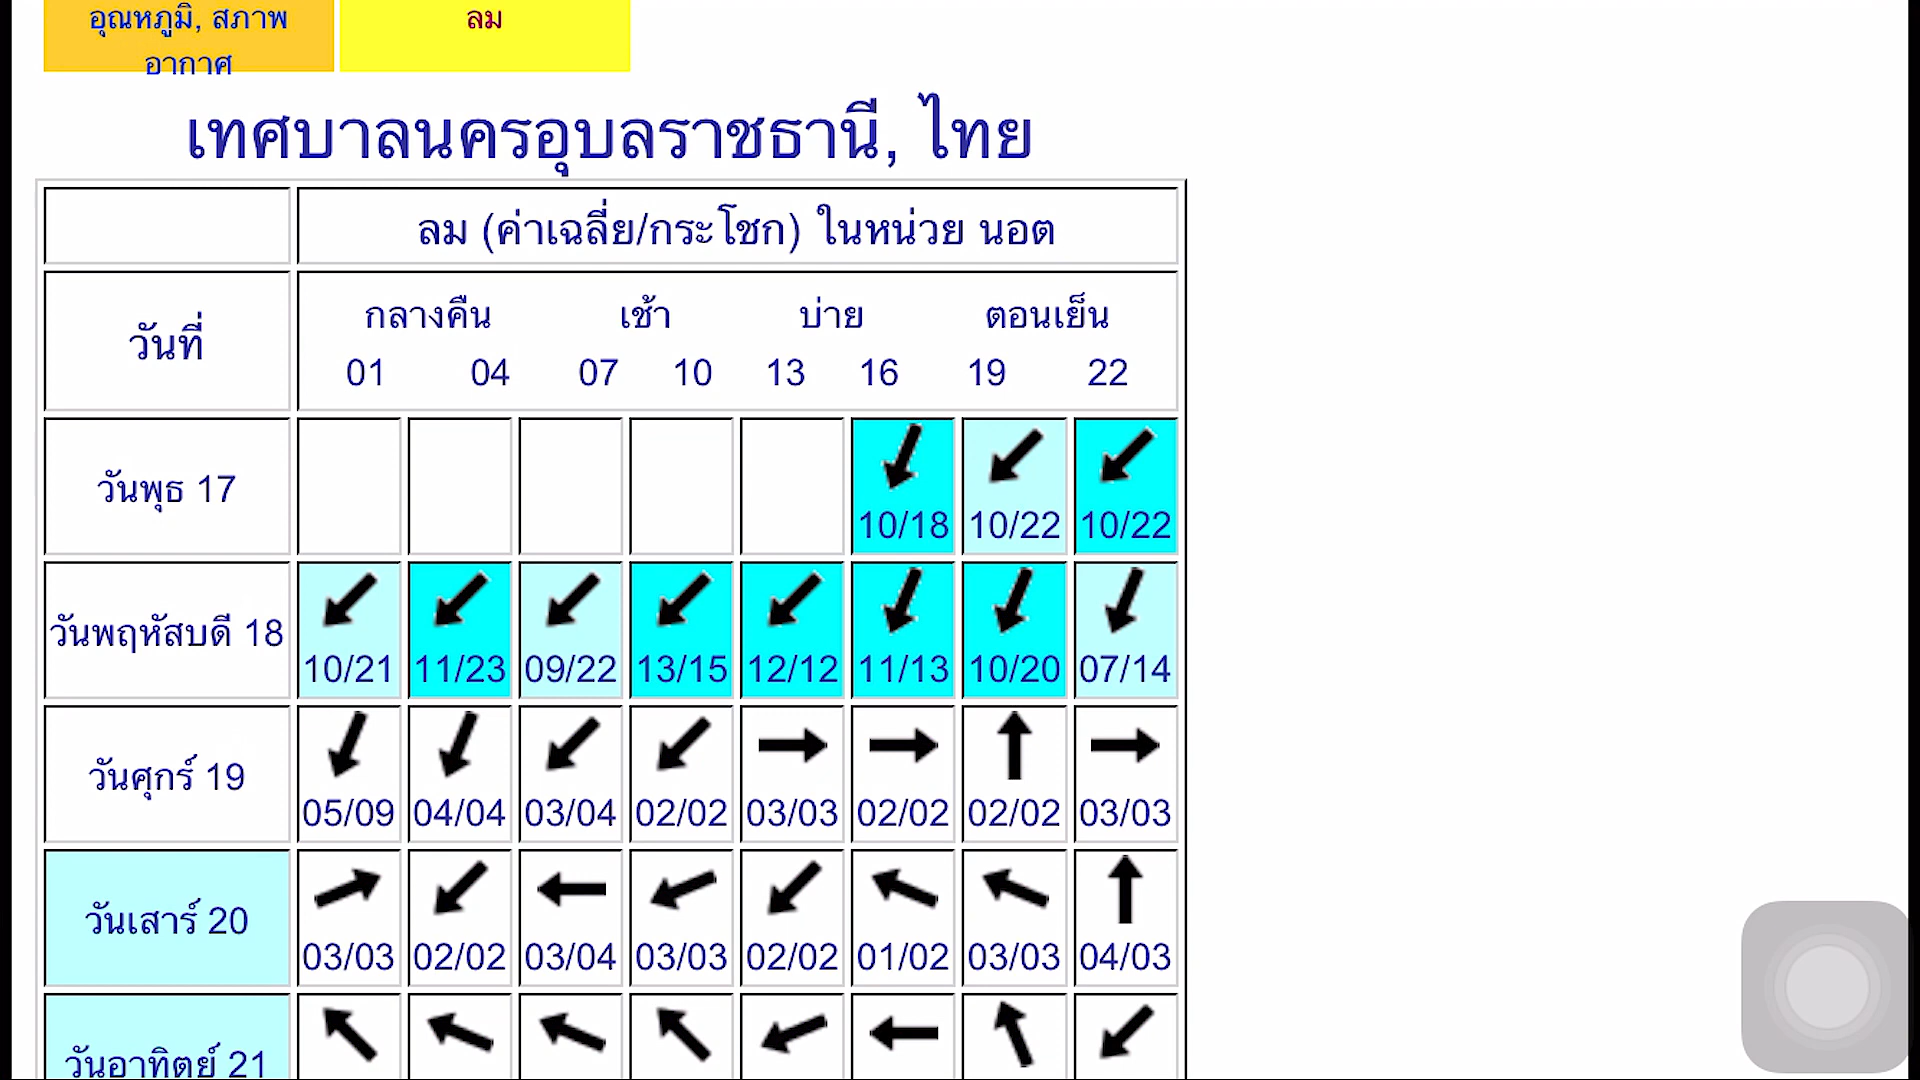 อุณหภูมิ, สภาพ
อากาศ
ลม
เทศบาลนครอุบลราชธานี, ไทย
ลม (ค่าเฉลี่ย/กระโชก) ในหน่วย นอต
วันที่
กลางคืน เช้า บ่าย ตอนเย็น
01 04 07 10 13 16 19 22
วันพุธ 17
10/18 10/22 10/22
วันพฤหัสบดี 18
10/21 11/23 09/22 13/15 12/12 11/13 10/20 07/14
วันศุกร์ 19
05/09 04/04 03/04 02/02 03/03 02/02 02/02 03/03
วันเสาร์ 20
03/03 02/02 03/04 03/03 02/02 01/02 03/03 04/03
วันอาทิตย์ 21